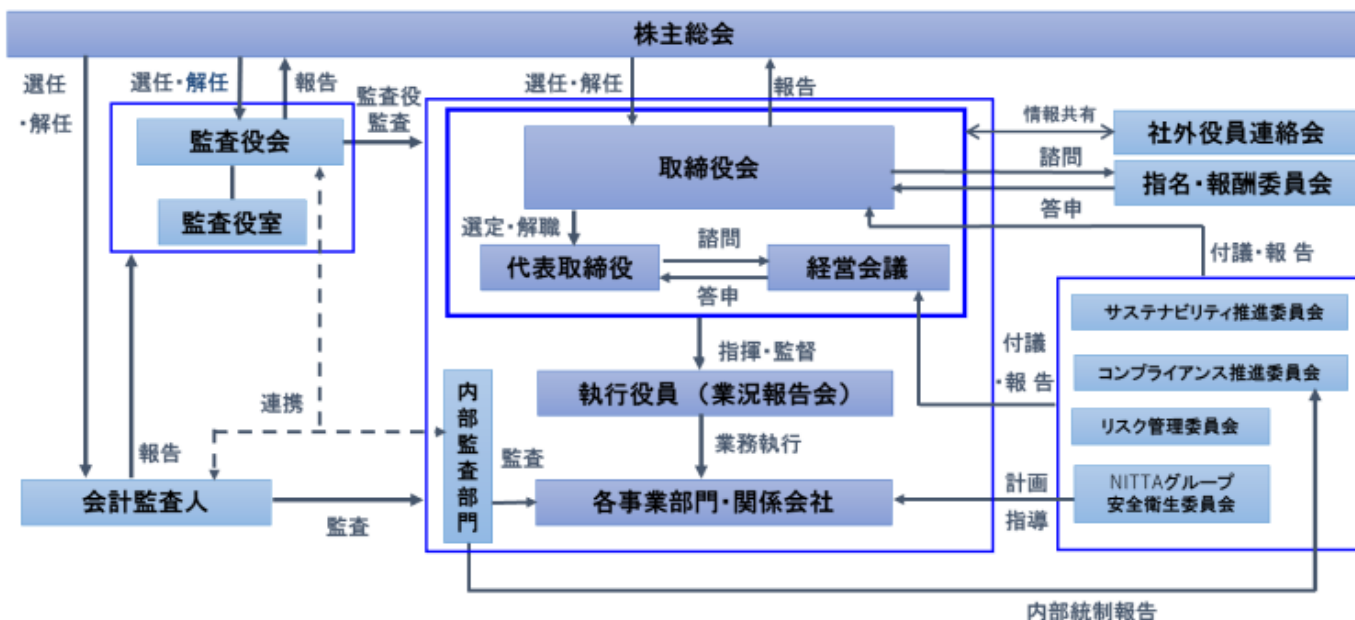 株主総会
選任
・解任
選任・解任
報告
監査役
監査
選任・解任
報告
情報共有
社外役員連絡会
監査役会
取締役会
諮問
指名・報酬委員会
答申
監査役室
選定・解職
諮問
代表取締役
経営会議
答申
付議・報 告
サステナビリティ推進委員会
指揮・監督
付議
・報 告
コンプライアンス推進委員会
内部監査部門
執行役員 （業況報告会）
連携
リスク管理委員会
業務執行
報告
監査
会計監査人
監査
各事業部門・関係会社
計画
指導
NITTAグループ
安全衛生委員会
内部統制報告